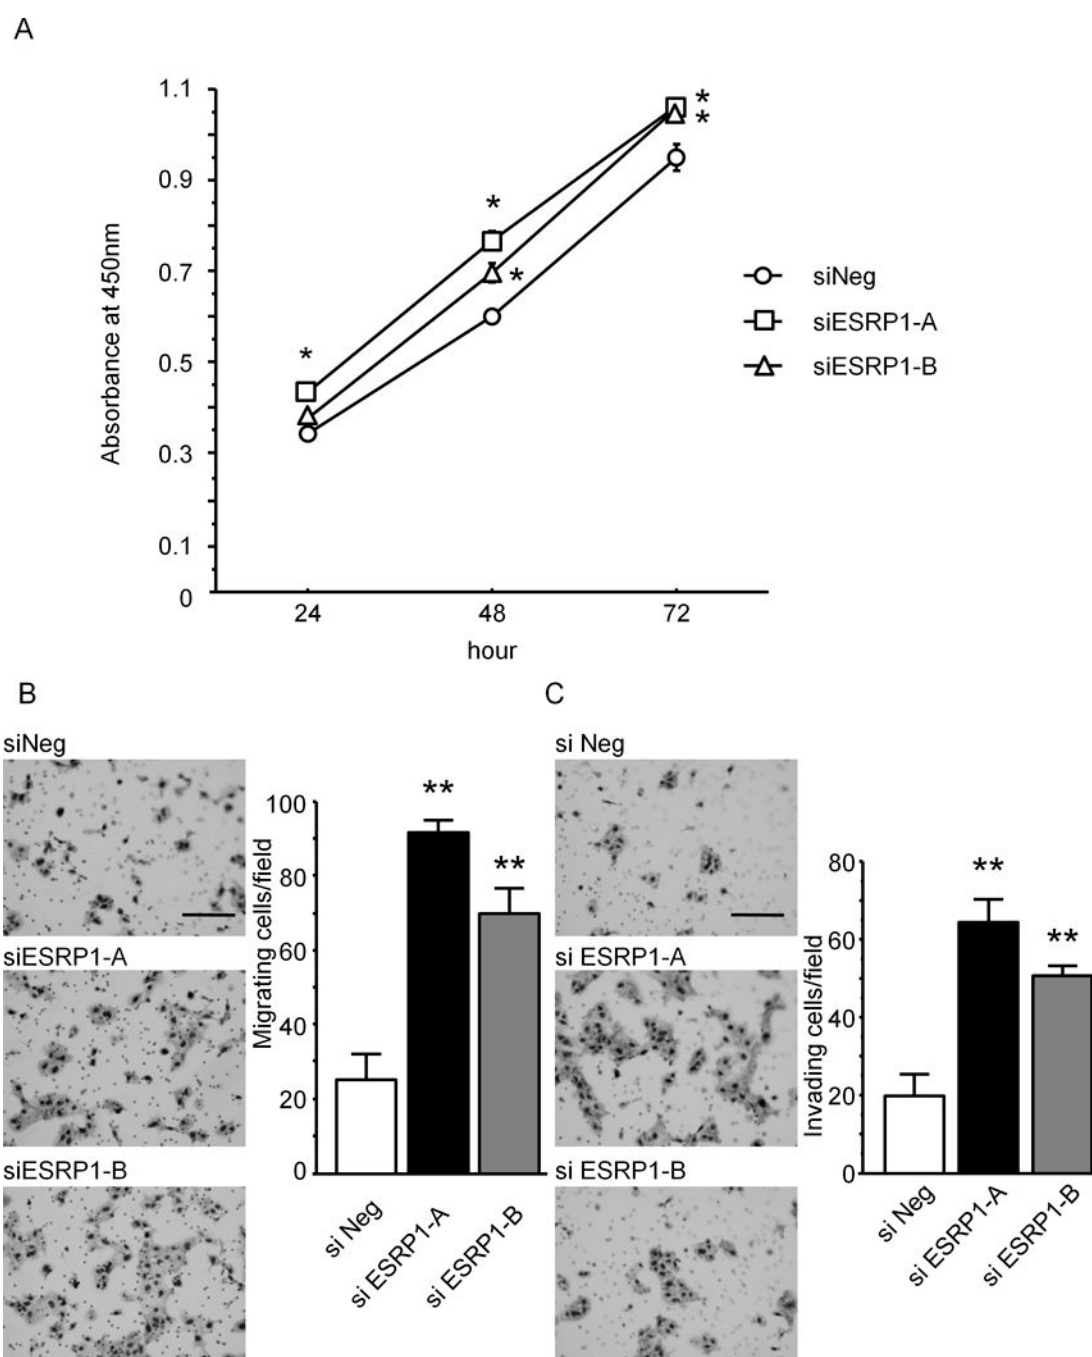 A
1.1
0.9
0.7
0.5
0.3
0.1
0
Absorbance at 450nm
24
48
72
hour
*
*
*
*
*
siNeg
siESRP1-A
siESRP1-B
B
siNeg
siESRP1-A
siESRP1-B
100
80
60
40
20
0
Migrating cells/field
**
**
si Neg
si ESRP1-A
si ESRP1-B
C
si Neg
si ESRP1-A
si ESRP1-B
80
60
40
20
0
Invading cells/field
**
**
si Neg
si ESRP1-A
si ESRP1-B